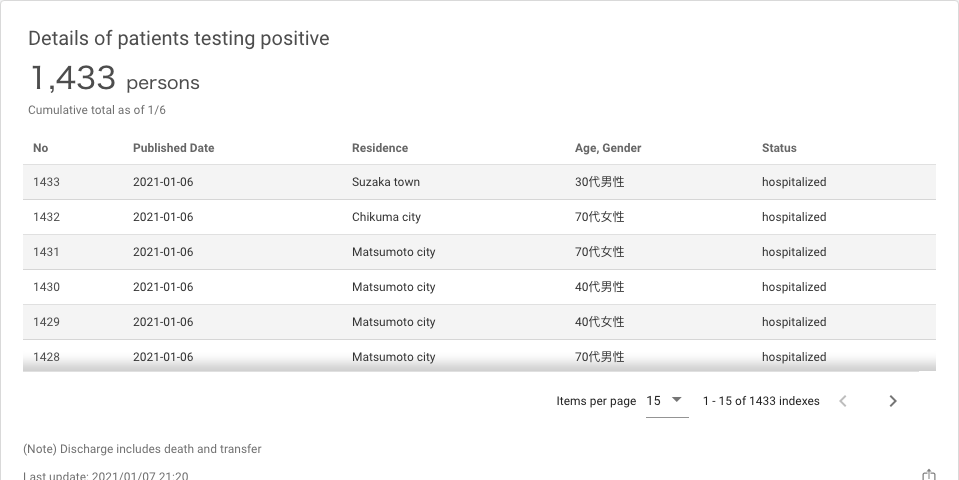 Details of patients testing positive
1,433 persons
Cumulative total as of 1/6
No Published Date Residence Age, Gender Status
1433 2021-01-06 Suzaka town 30代男性 hospitalized
1432 2021-01-06 Chikuma city 70代女性 hospitalized
1431 2021-01-06 Matsumoto city 70代女性 hospitalized
1430 2021-01-06 Matsumoto city 40代男性 hospitalized
1429 2021-01-06 Matsumoto city 40代女性 hospitalized
1428 2021-01-06 Matsumoto city 70代男性 hospitalized
Items per page 15 1 - 15 of 1433 indexes
(Note) Discharge includes death and transfer
Last update: 2021/01/07 21:20